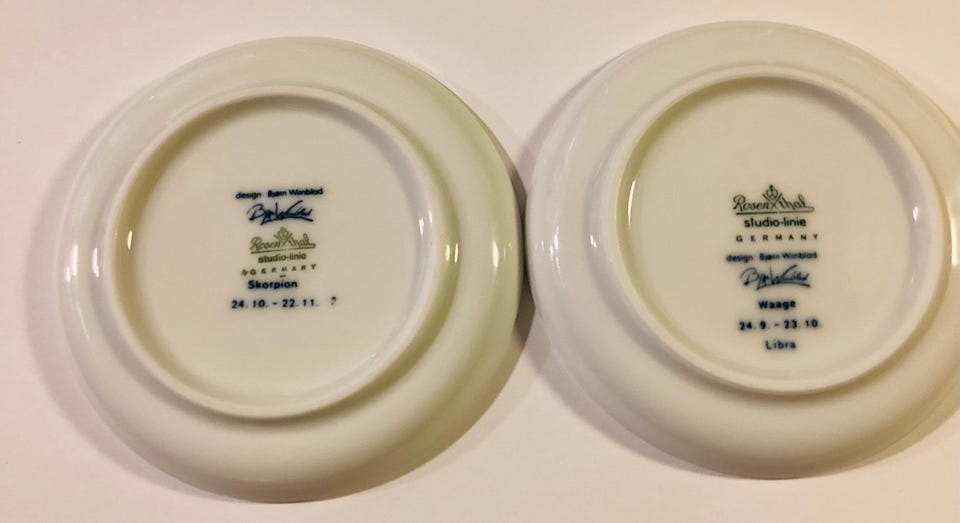 design Bjørn Wiinblad
Rosenthal
studio-linie
GERMANY
Skorpion
24.10. - 22.11.
Rosenthal
studio-linie
GERMANY
design Bjørn Wiinblad
Waage
24.9. - 23.10.
Libra